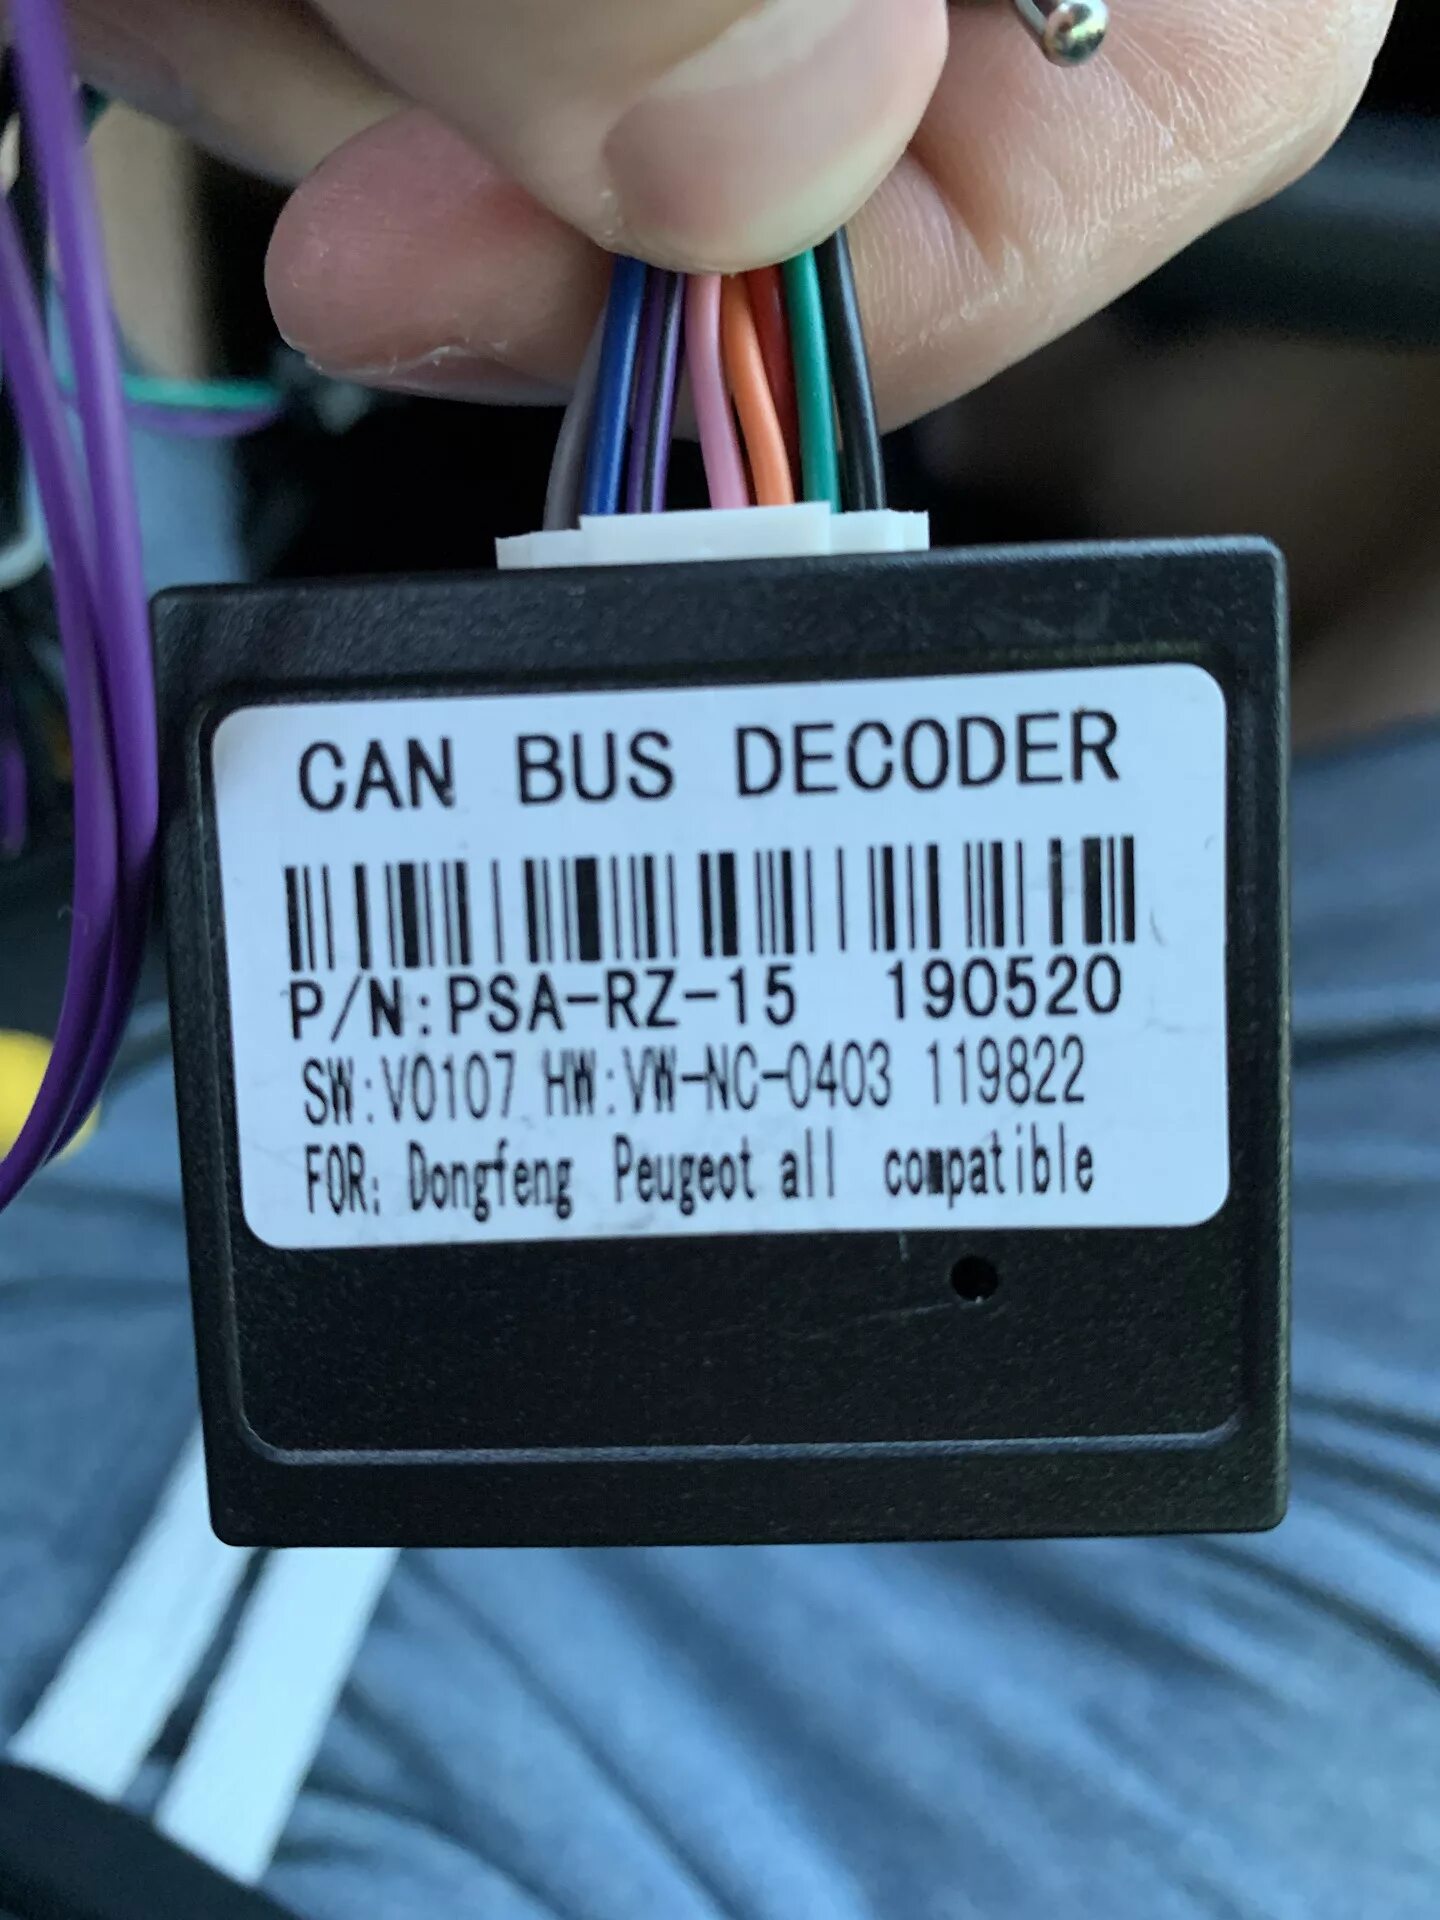 CAN BUS DECODER
P/N:PSA-RZ-15 190520
SW:V0107 HW:VW-NC-0403 119822
FOR: Dongfeng Peugeot all compatible